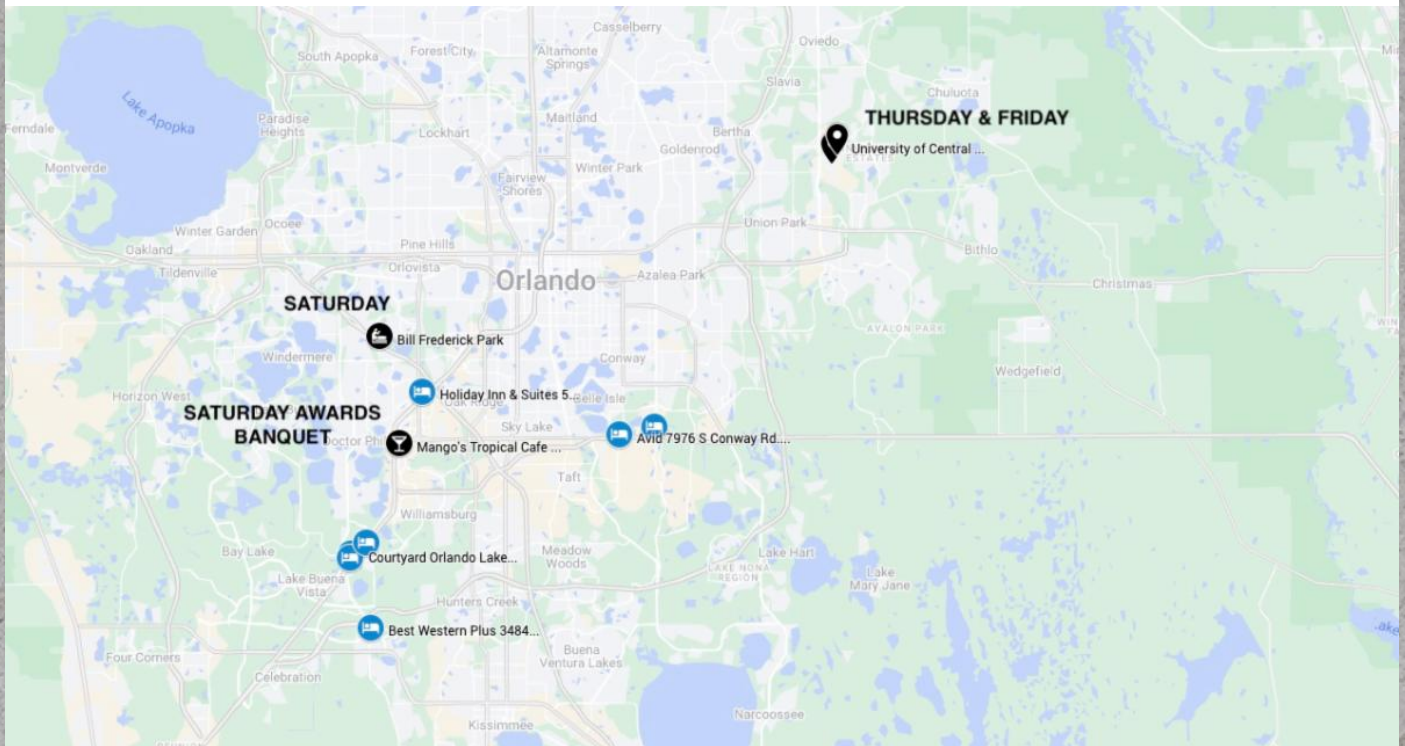 Casselberry
Forest City
Altamonte
Springs
Oviedo
South Apopka
Slavia
Lake Apopka
Chuluota
Ferndale
Paradise
Heights
Lockhart
Maitland
Bertha
THURSDAY & FRIDAY
Goldenrod
University of Central ...
ESTATES
Montverde
Fairview
Shores
Winter Park
Winter Garden
Ocoee
Union Park
Oakland
Pine Hills
Bithlo
Tildenville
Orlovista
Orlando
Azalea Park
Christmas
SATURDAY
Bill Frederick Park
AVALON PARK
Windermere
Conway
Wedgefield
Horizon West
Holiday Inn & Suites 5...
Oak Ridge
Belle Isle
SATURDAY AWARDS
BANQUET
Doctor Ph
Sky Lake
Mango's Tropical Cafe ...
Avid 7976 S Conway Rd....
Taft
Williamsburg
Bay Lake
Courtyard Orlando Lake...
Meadow
Woods
Lake Hart
LAKE NONA
REGION
Lake
Mary Jane
Lake Buena
Vista
Hunters Creek
Best Western Plus 3484...
Four Corners
Celebration
Buena
Ventura Lakes
Narcoossee
Kissimmee